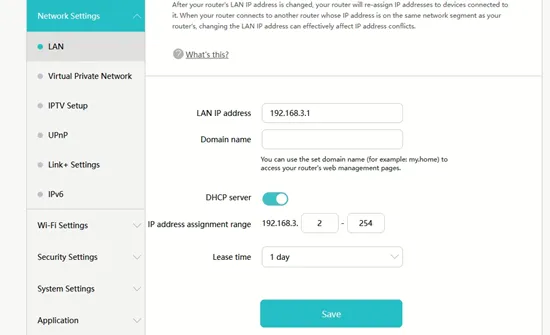 After your router's LAN IP address is changed, your router will re-assign IP addresses to devices connected to
it. When your router connects to another router whose IP address is on the same network segment as your
router's, changing the LAN IP address can effectively affect IP address conflicts.
? What's this?
Network Settings
LAN
Virtual Private Network
IPTV Setup
UPnP
Link+ Settings
IPv6
Wi-Fi Settings
Security Settings
System Settings
Application
LAN IP address 192.168.3.1
Domain name
You can use the set domain name (for example: my.home) to
access your router's web management pages.
DHCP server
IP address assignment range 192.168.3. 2 - 254
Lease time 1 day
Save